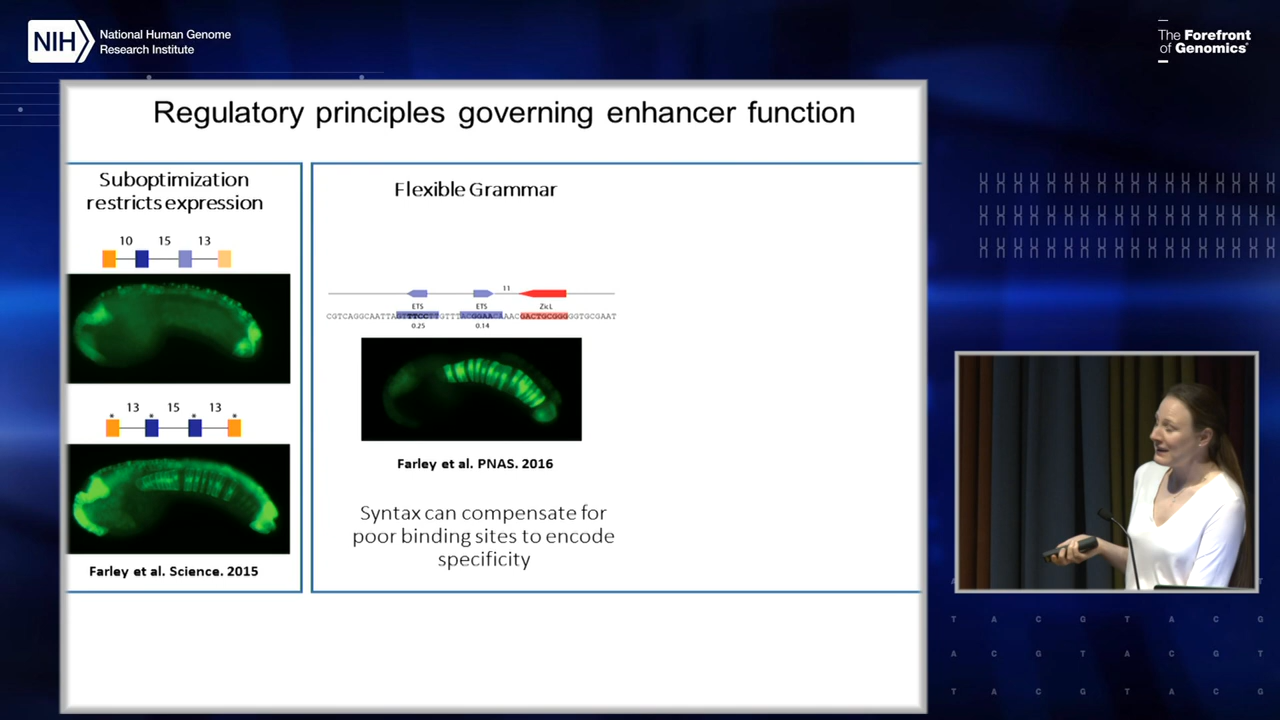 NIH
National Human Genome
Research Institute
The Forefront
of Genomics®
Regulatory principles governing enhancer function
Suboptimization
restricts expression
10 15 13
13 15 13
* * * *
Farley et al. Science. 2015
Flexible Grammar
11
ETS ETS ZicL
CGTCAGGCAATTAGTTTCCTTGTTTACGGAACAAACGACTGCGGGGGTGCGAAT
0.25 0.14
Farley et al. PNAS. 2016
Syntax can compensate for
poor binding sites to encode
specificity
T A C G T A C G
A C G T A C G T
T A C G T A C G